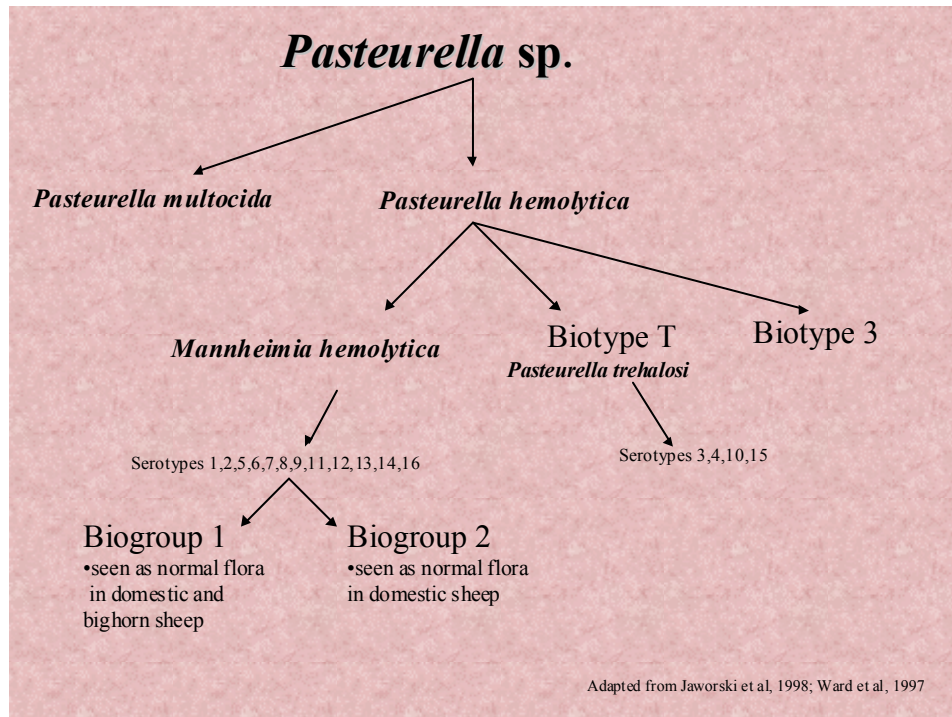 Pasteurella sp.
Pasteurella multocida
Pasteurella hemolytica
Mannheimia hemolytica
Biotype T
Pasteurella trehalosi
Biotype 3
Serotypes 1,2,5,6,7,8,9,11,12,13,14,16
Serotypes 3,4,10,15
Biogroup 1
•seen as normal flora
in domestic and
bighorn sheep
Biogroup 2
•seen as normal flora
in domestic sheep
Adapted from Jaworski et al, 1998; Ward et al, 1997